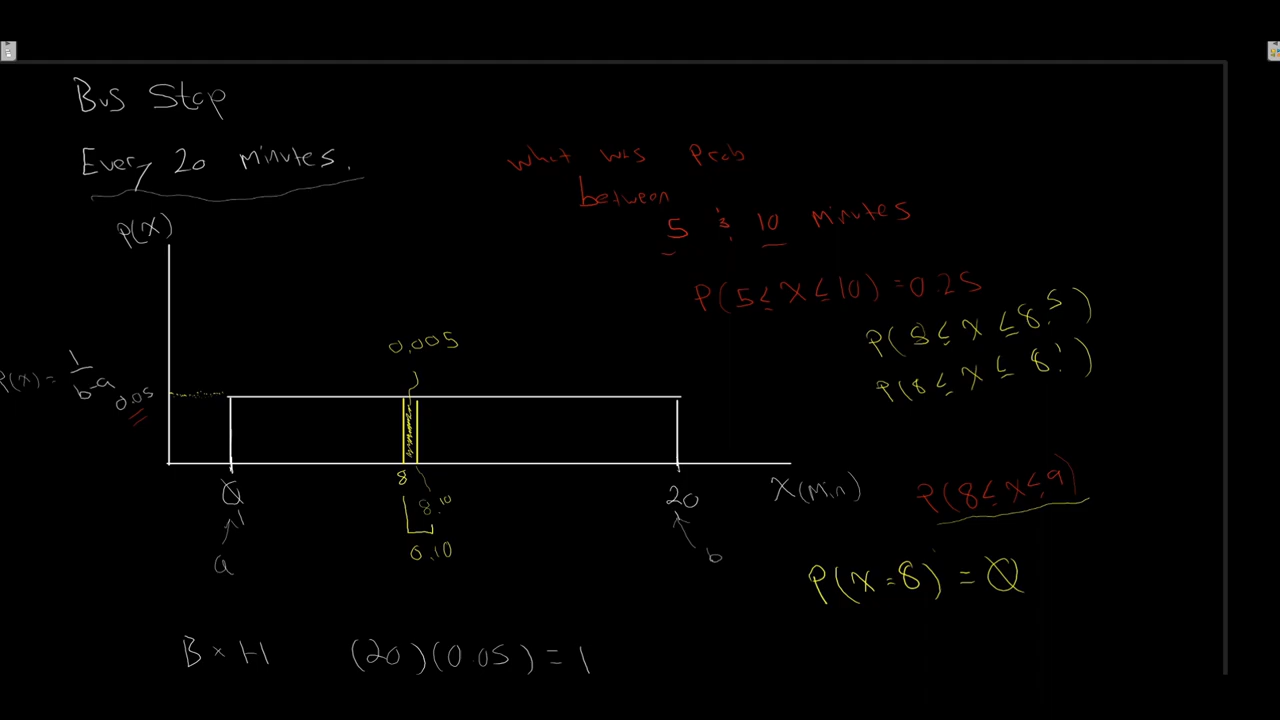 Bus Stop
Every 20 minutes.
What was Prob
between
5 & 10 minutes
P(5≤X≤10)=0.25
P(8≤X≤8.5)
P(8≤X≤8.1)
P(X)
P(X) = 1/b-a
0.05
0.005
8
8.10
0.10
0
20
X(Min)
a
b
P(8≤X≤9)
P(X=8) = 0
B × H (20)(0.05) = 1